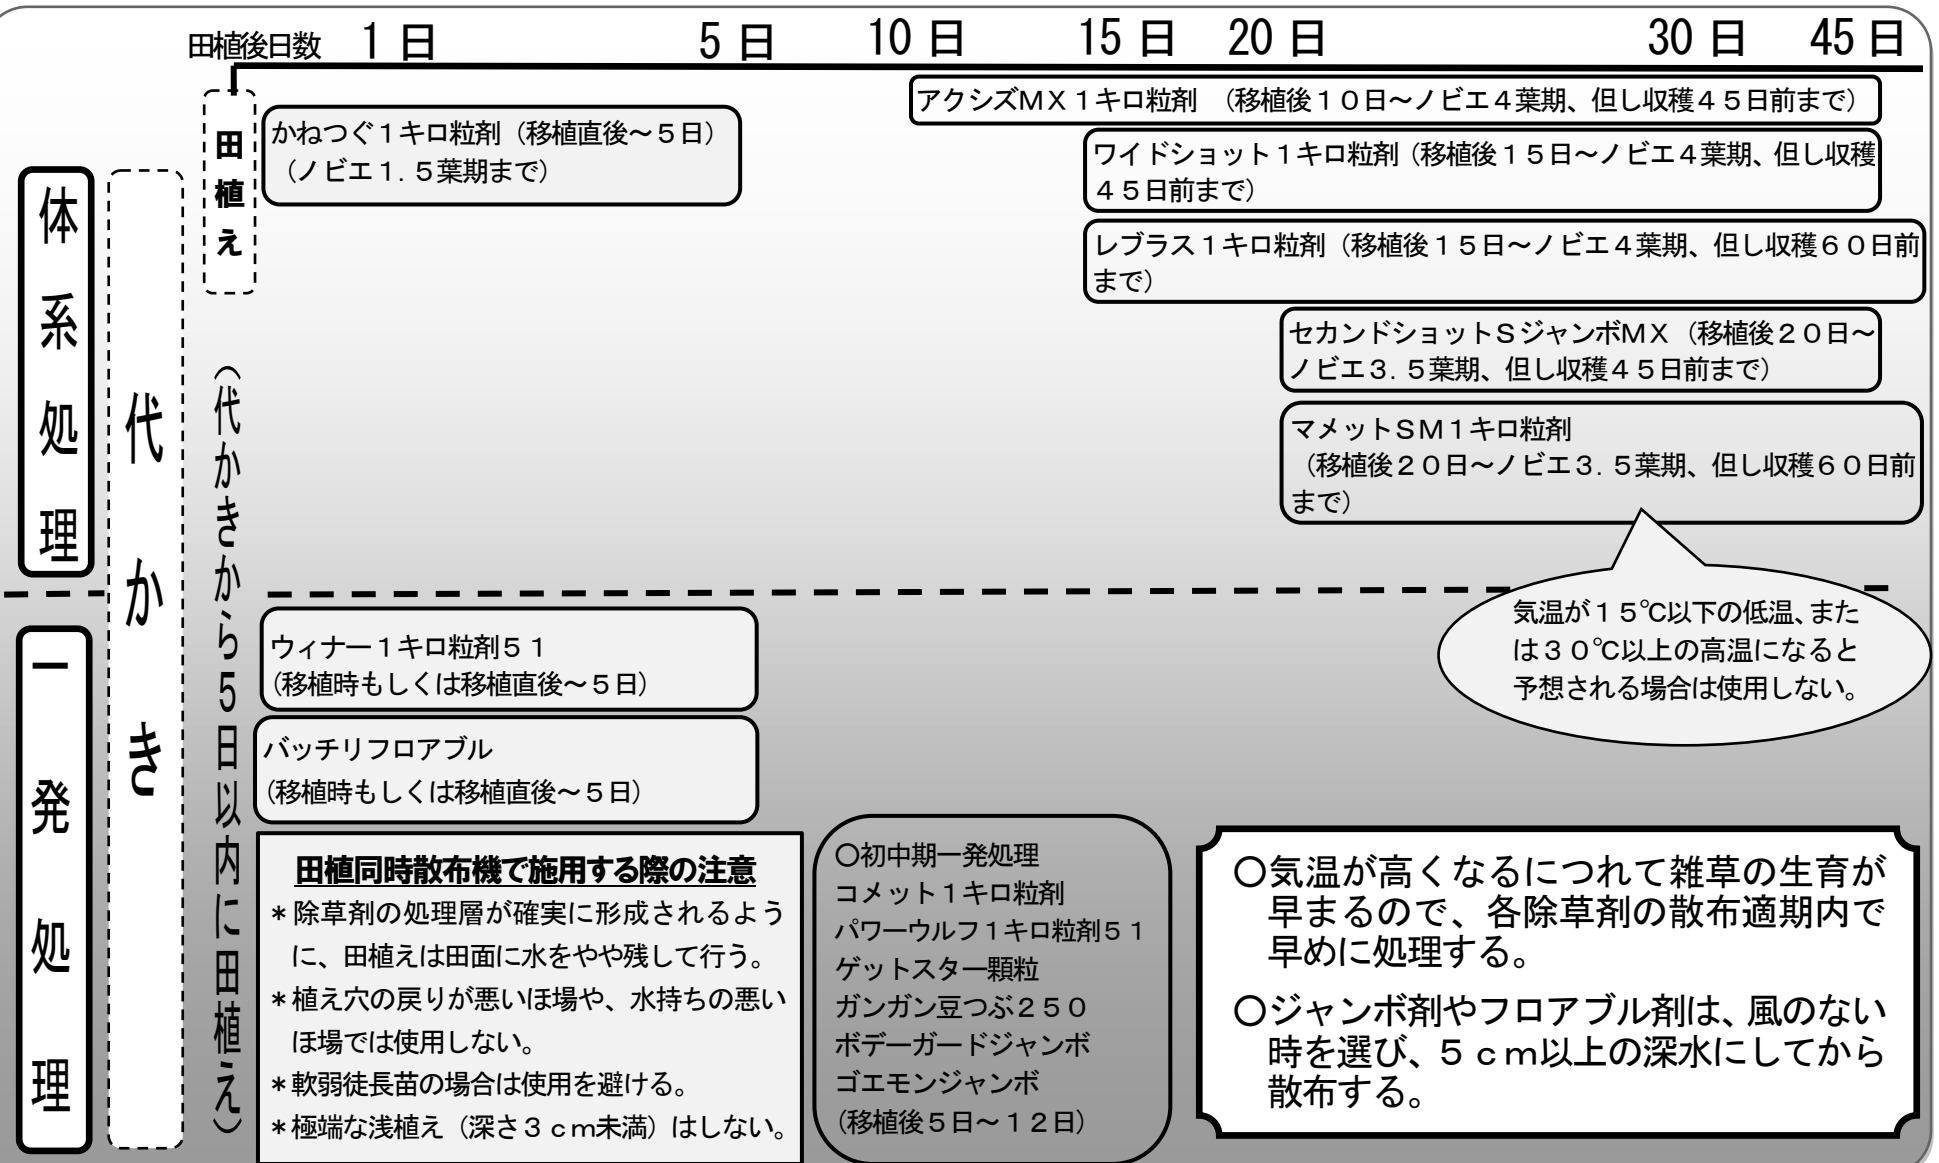 田植後日数 1日 5日 10日 15日 20日 30日 45日
田植え
アクシズMX1キロ粒剤 (移植後10日~ノビエ4葉期、但し収穫45日前まで)
かねつぐ1キロ粒剤(移植直後~5日)
(ノビエ1.5葉期まで)
ワイドショット1キロ粒剤(移植後15日~ノビエ4葉期、但し収穫
45日前まで)
レブラス1キロ粒剤(移植後15日~ノビエ4葉期、但し収穫60日前
まで)
セカンドショットSジャンボMX(移植後20日~
ノビエ3.5葉期、但し収穫45日前まで)
マメットSM1キロ粒剤
(移植後20日~ノビエ3.5葉期、但し収穫60日前
まで)
気温が15℃以下の低温、また
は30℃以上の高温になると
予想される場合は使用しない。
体系処理
代かき
(代かきから5日以内に田植え)
一発処理
ウィナー1キロ粒剤51
(移植時もしくは移植直後~5日)
バッチリフロアブル
(移植時もしくは移植直後~5日)
田植同時散布機で施用する際の注意
*除草剤の処理層が確実に形成されるよう
に、田植えは田面に水をやや残して行う。
*植え穴の戻りが悪いほ場や、水持ちの悪い
ほ場では使用しない。
*軟弱徒長苗の場合は使用を避ける。
*極端な浅植え(深さ3cm未満)はしない。
〇初中期一発処理
コメット1キロ粒剤
パワーウルフ1キロ粒剤51
ゲットスター顆粒
ガンガン豆つぶ250
ボデーガードジャンボ
ゴエモンジャンボ
(移植後5日~12日)
〇気温が高くなるにつれて雑草の生育が
早まるので、各除草剤の散布適期内で
早めに処理する。
〇ジャンボ剤やフロアブル剤は、風のない
時を選び、5cm以上の深水にしてから
散布する。